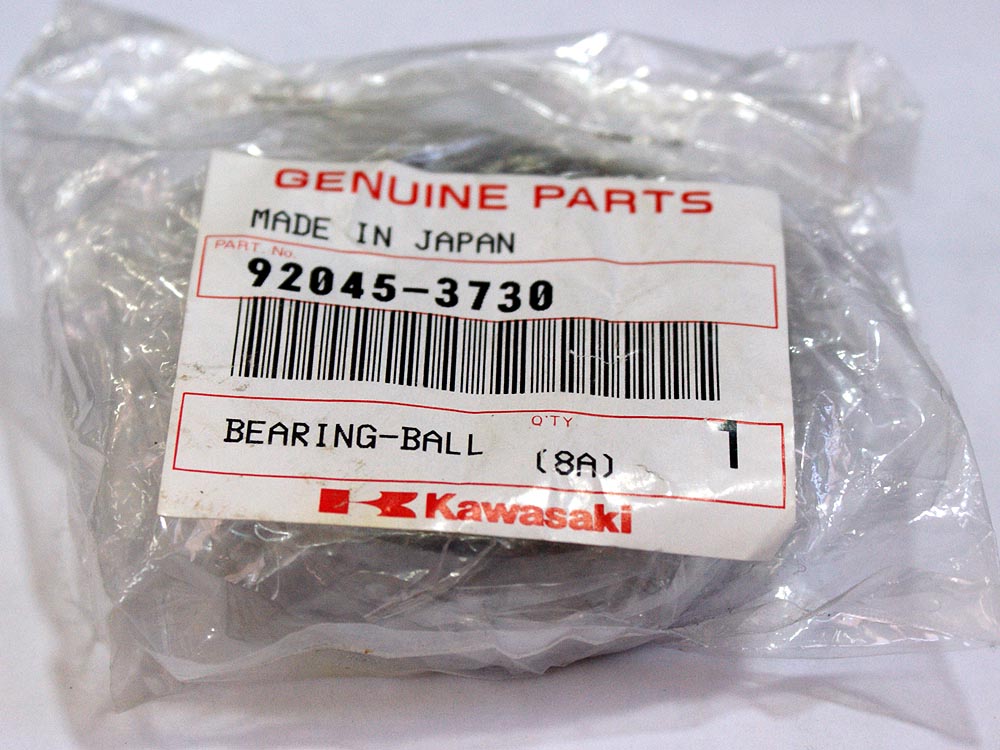 GENUINE PARTS
MADE IN JAPAN
PART. No.
92045-3730
BEARING-BALL
Q'TY
(8A)
1
Kawasaki